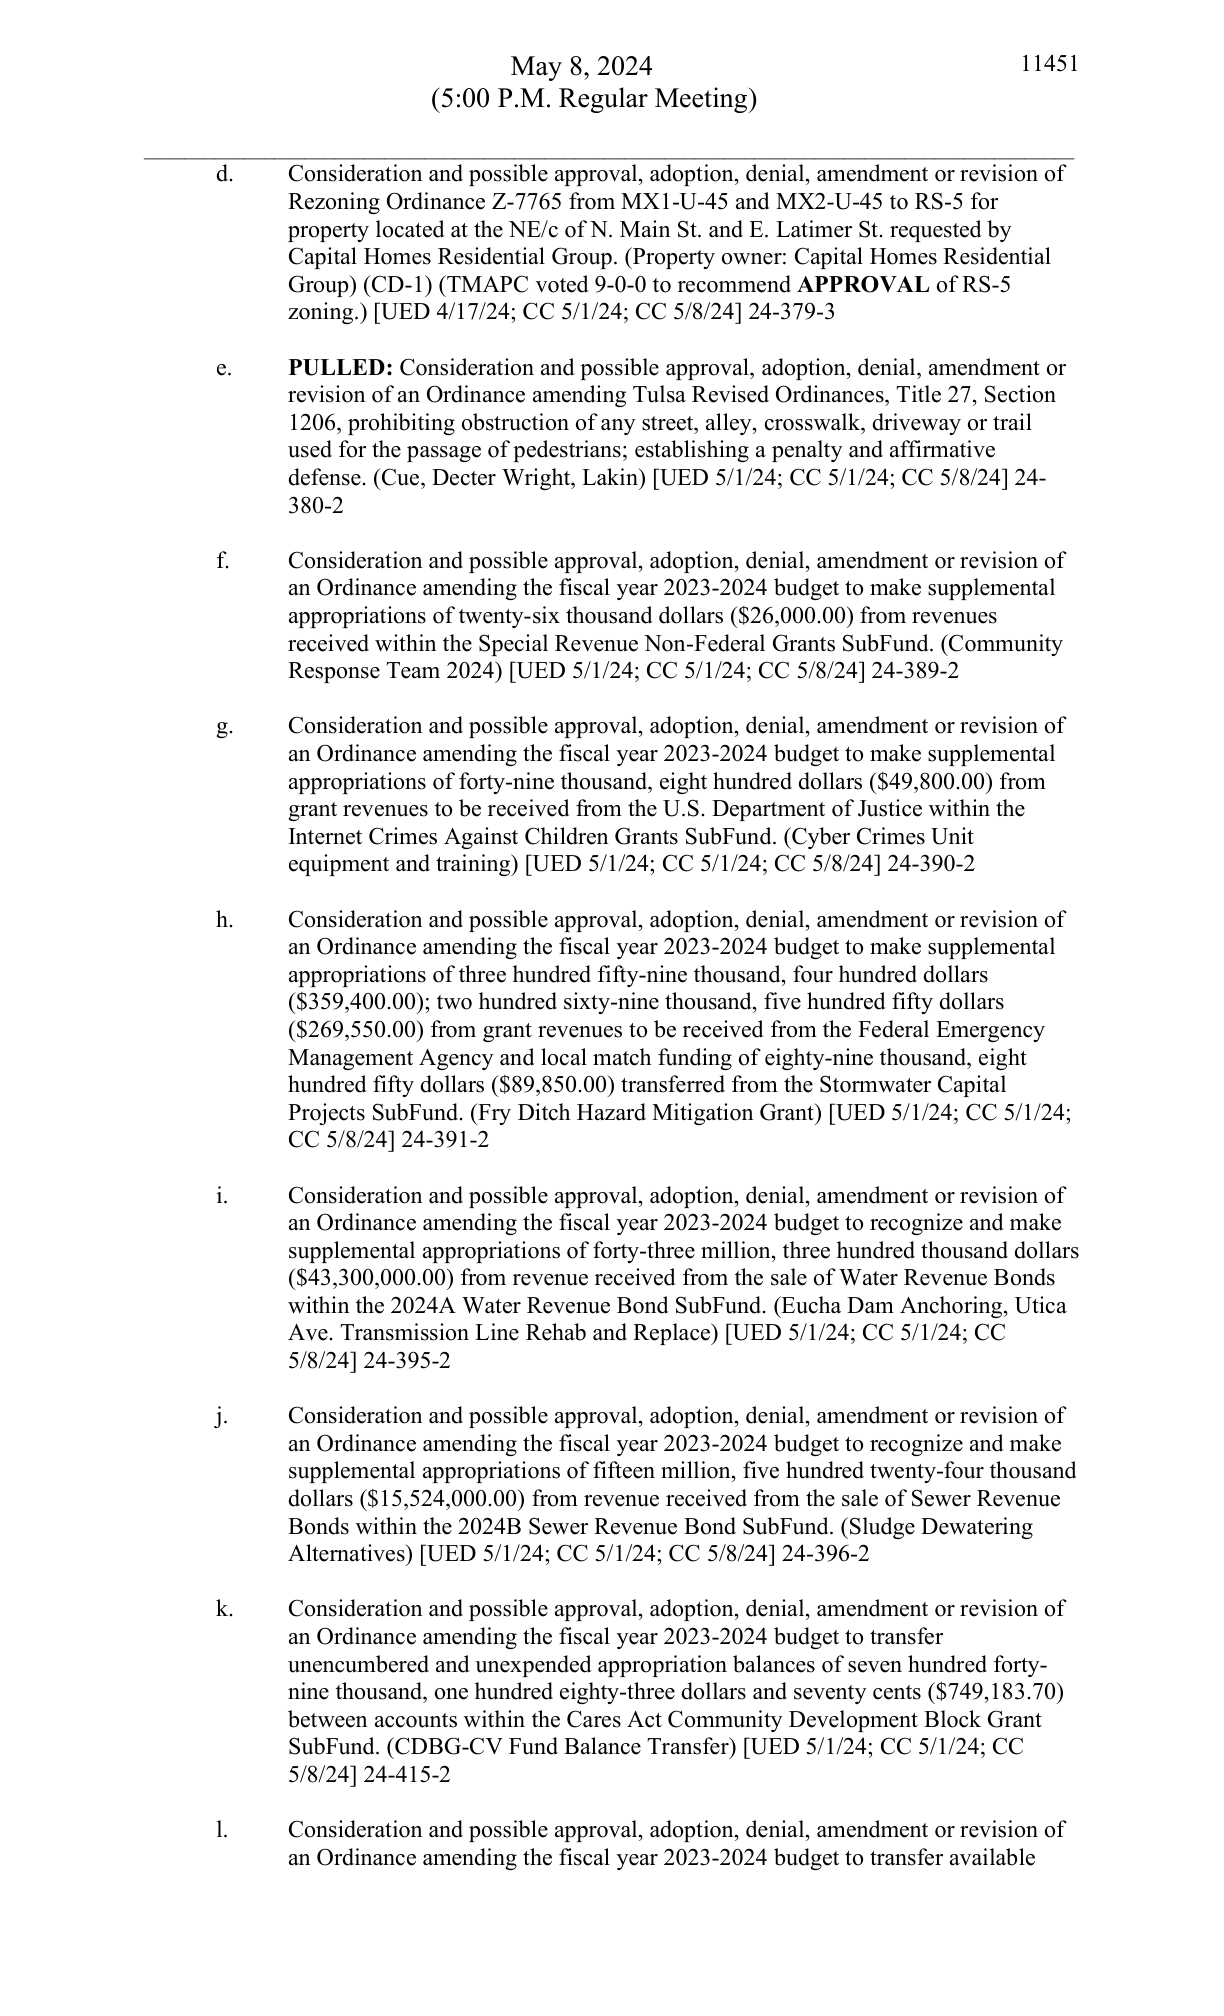 May 8, 2024
11451
(5:00 P.M. Regular Meeting)
d. Consideration and possible approval, adoption, denial, amendment or revision of
Rezoning Ordinance Z-7765 from MX1-U-45 and MX2-U-45 to RS-5 for
property located at the NE/c of N. Main St. and E. Latimer St. requested by
Capital Homes Residential Group. (Property owner: Capital Homes Residential
Group) (CD-1) (TMAPC voted 9-0-0 to recommend APPROVAL of RS-5
zoning.) [UED 4/17/24; CC 5/1/24; CC 5/8/24] 24-379-3
e. PULLED: Consideration and possible approval, adoption, denial, amendment or
revision of an Ordinance amending Tulsa Revised Ordinances, Title 27, Section
1206, prohibiting obstruction of any street, alley, crosswalk, driveway or trail
used for the passage of pedestrians; establishing a penalty and affirmative
defense. (Cue, Decter Wright, Lakin) [UED 5/1/24; CC 5/1/24; CC 5/8/24] 24-
380-2
f. Consideration and possible approval, adoption, denial, amendment or revision of
an Ordinance amending the fiscal year 2023-2024 budget to make supplemental
appropriations of twenty-six thousand dollars ($26,000.00) from revenues
received within the Special Revenue Non-Federal Grants SubFund. (Community
Response Team 2024) [UED 5/1/24; CC 5/1/24; CC 5/8/24] 24-389-2
g. Consideration and possible approval, adoption, denial, amendment or revision of
an Ordinance amending the fiscal year 2023-2024 budget to make supplemental
appropriations of forty-nine thousand, eight hundred dollars ($49,800.00) from
grant revenues to be received from the U.S. Department of Justice within the
Internet Crimes Against Children Grants SubFund. (Cyber Crimes Unit
equipment and training) [UED 5/1/24; CC 5/1/24; CC 5/8/24] 24-390-2
h. Consideration and possible approval, adoption, denial, amendment or revision of
an Ordinance amending the fiscal year 2023-2024 budget to make supplemental
appropriations of three hundred fifty-nine thousand, four hundred dollars
($359,400.00); two hundred sixty-nine thousand, five hundred fifty dollars
($269,550.00) from grant revenues to be received from the Federal Emergency
Management Agency and local match funding of eighty-nine thousand, eight
hundred fifty dollars ($89,850.00) transferred from the Stormwater Capital
Projects SubFund. (Fry Ditch Hazard Mitigation Grant) [UED 5/1/24; CC 5/1/24;
CC 5/8/24] 24-391-2
i. Consideration and possible approval, adoption, denial, amendment or revision of
an Ordinance amending the fiscal year 2023-2024 budget to recognize and make
supplemental appropriations of forty-three million, three hundred thousand dollars
($43,300,000.00) from revenue received from the sale of Water Revenue Bonds
within the 2024A Water Revenue Bond SubFund. (Eucha Dam Anchoring, Utica
Ave. Transmission Line Rehab and Replace) [UED 5/1/24; CC 5/1/24; CC
5/8/24] 24-395-2
j. Consideration and possible approval, adoption, denial, amendment or revision of
an Ordinance amending the fiscal year 2023-2024 budget to recognize and make
supplemental appropriations of fifteen million, five hundred twenty-four thousand
dollars ($15,524,000.00) from revenue received from the sale of Sewer Revenue
Bonds within the 2024B Sewer Revenue Bond SubFund. (Sludge Dewatering
Alternatives) [UED 5/1/24; CC 5/1/24; CC 5/8/24] 24-396-2
k. Consideration and possible approval, adoption, denial, amendment or revision of
an Ordinance amending the fiscal year 2023-2024 budget to transfer
unencumbered and unexpended appropriation balances of seven hundred forty-
nine thousand, one hundred eighty-three dollars and seventy cents ($749,183.70)
between accounts within the Cares Act Community Development Block Grant
SubFund. (CDBG-CV Fund Balance Transfer) [UED 5/1/24; CC 5/1/24; CC
5/8/24] 24-415-2
l. Consideration and possible approval, adoption, denial, amendment or revision of
an Ordinance amending the fiscal year 2023-2024 budget to transfer available